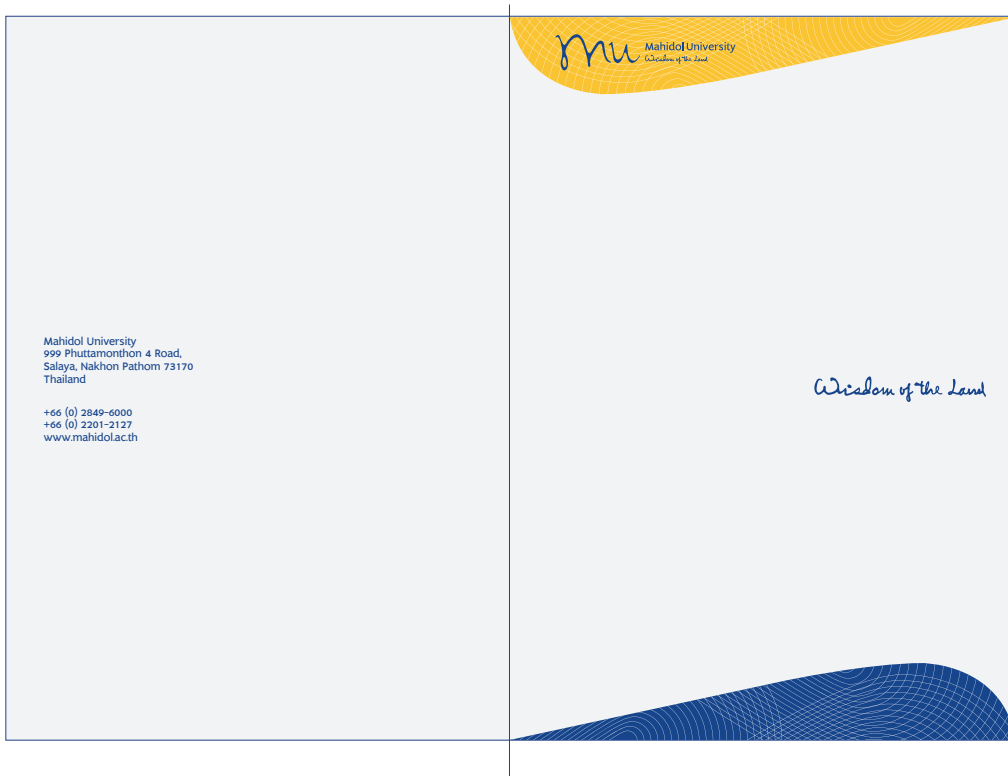 Mahidol University
999 Phuttamonthon 4 Road,
Salaya, Nakhon Pathom 73170
Thailand
+66 (0) 2849-6000
+66 (0) 2201-2127
www.mahidol.ac.th
mu
Mahidol University
Wisdom of the Land
Wisdom of the Land